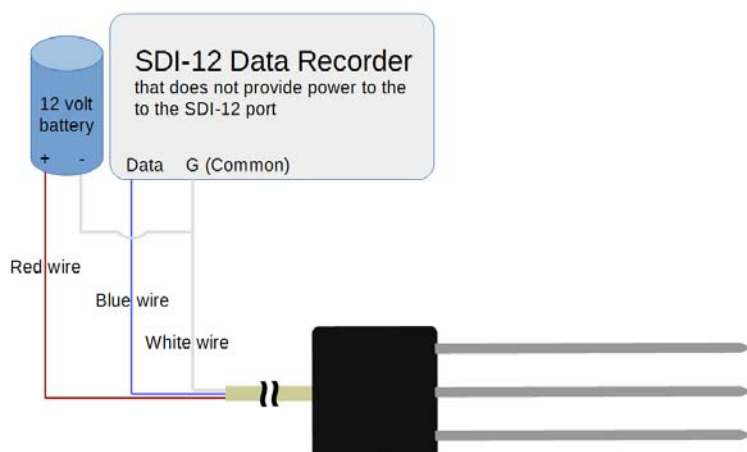 SDI-12 Data Recorder
that does not provide power to the
to the SDI-12 port
12 volt
battery
+ -
Data G (Common)
Red wire
Blue wire
White wire